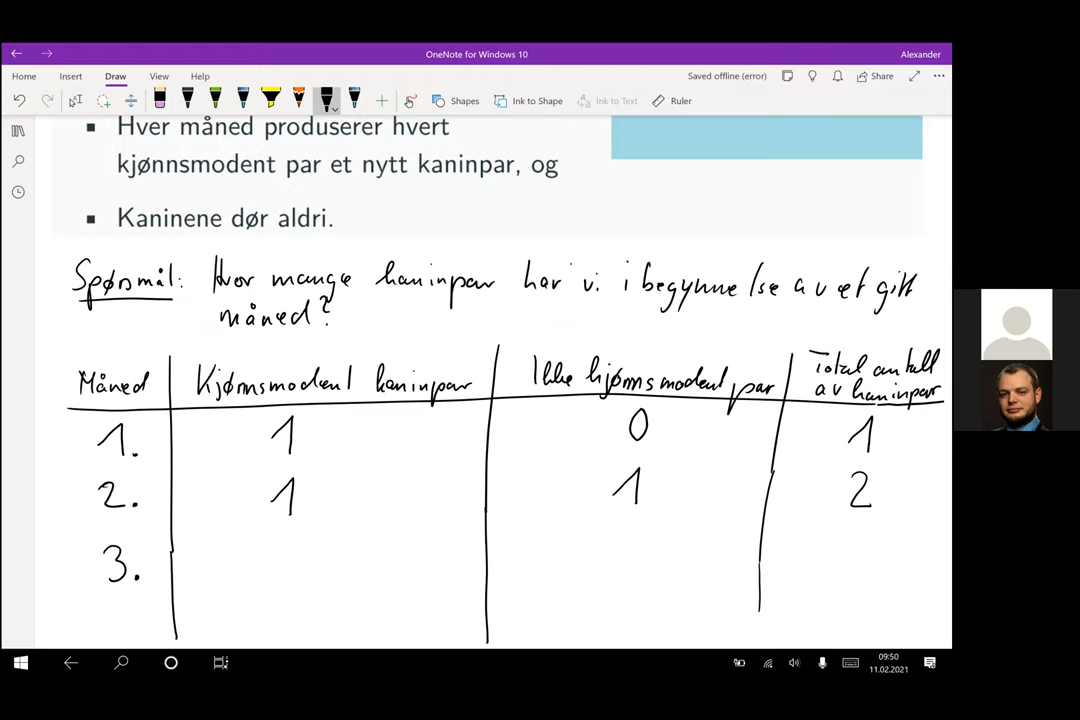 OneNote for Windows 10
Alexander
Home Insert Draw View Help
Saved offline (error) Share
Shapes Ink to Shape Ink to Text Ruler
Hver måned produserer hvert
kjønnsmodent par et nytt kaninpar, og
Kaninene dør aldri.
Spørsmål: Hvor mange kaninpar har vi i begynnelse av et gitt
måned?
Måned Kjønnsmodent kaninpar Ikke kjønnsmodent par Total antall
av kaninpar
1. 1 0 1
2. 1 1 2
3.
09:50
11.02.2021